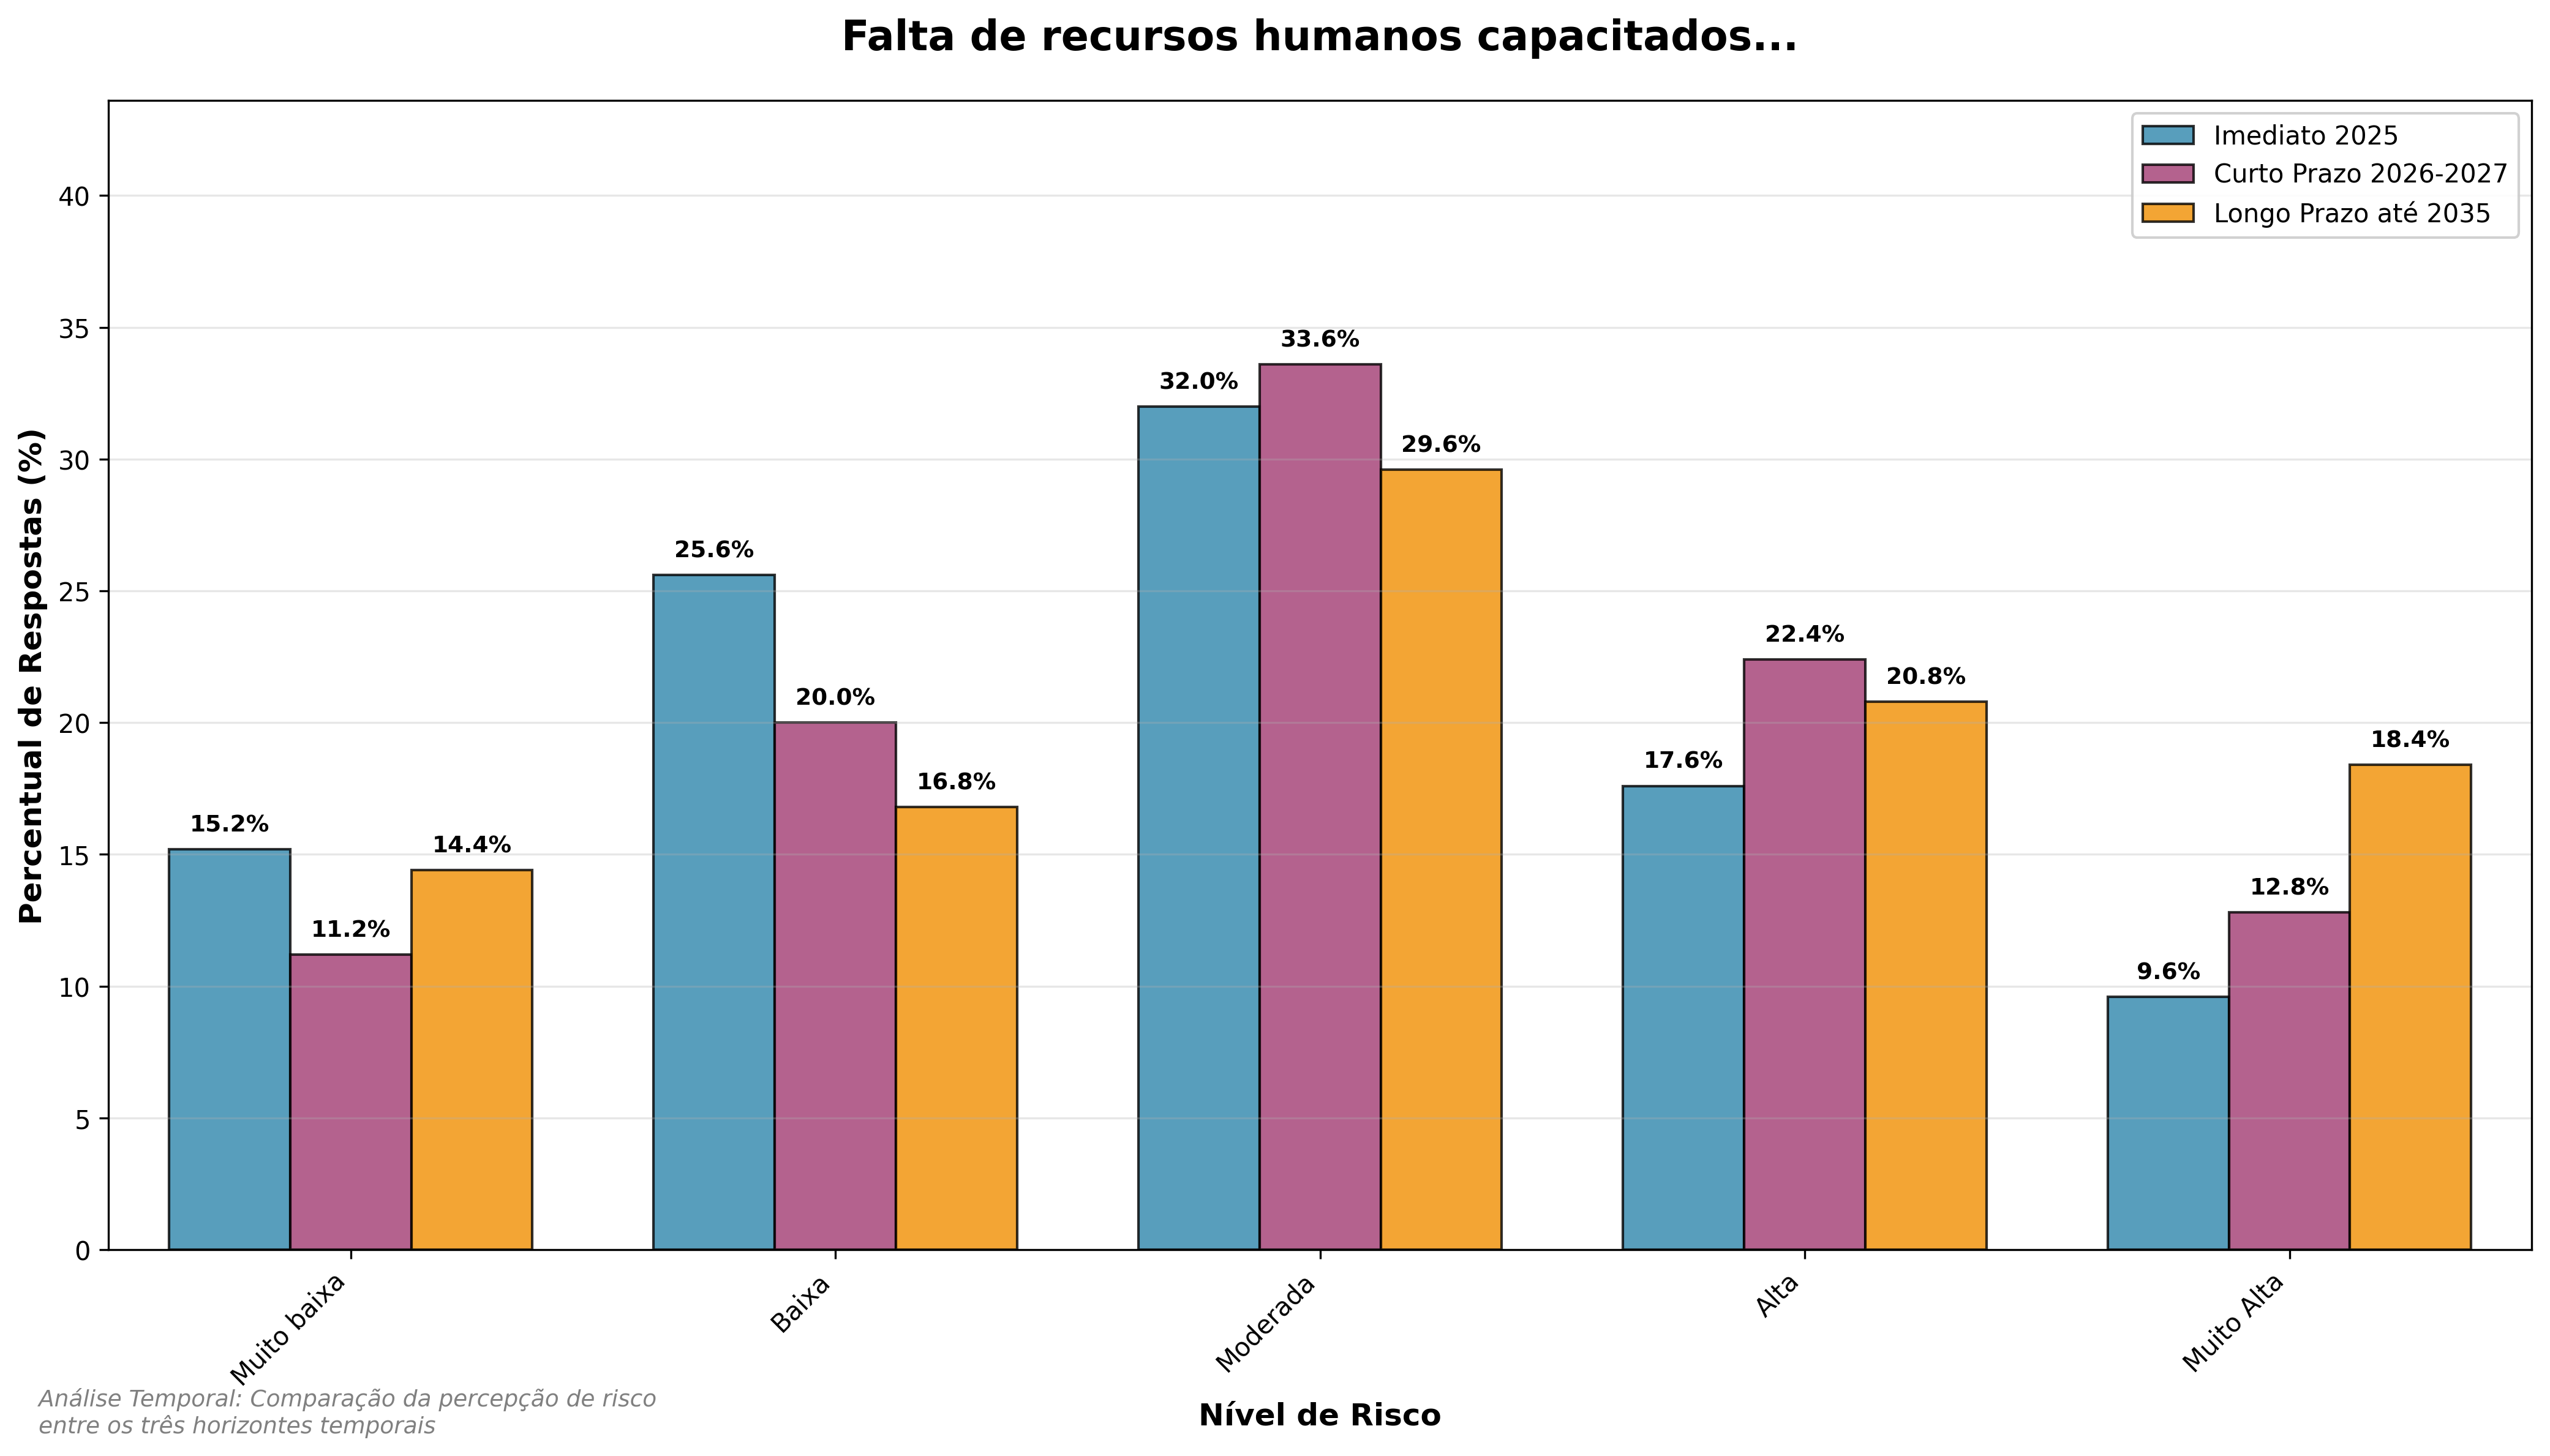 Falta de recursos humanos capacitados...
Imediato 2025
Curto Prazo 2026-2027
Longo Prazo até 2035
Percentual de Respostas (%)
40
35
30
25
20
15
10
5
0
15.2%
11.2%
14.4%
25.6%
20.0%
16.8%
32.0%
33.6%
29.6%
17.6%
22.4%
20.8%
9.6%
12.8%
18.4%
Muito baixa
Baixa
Moderada
Alta
Muito Alta
Nível de Risco
Análise Temporal: Comparação da percepção de risco
entre os três horizontes temporais